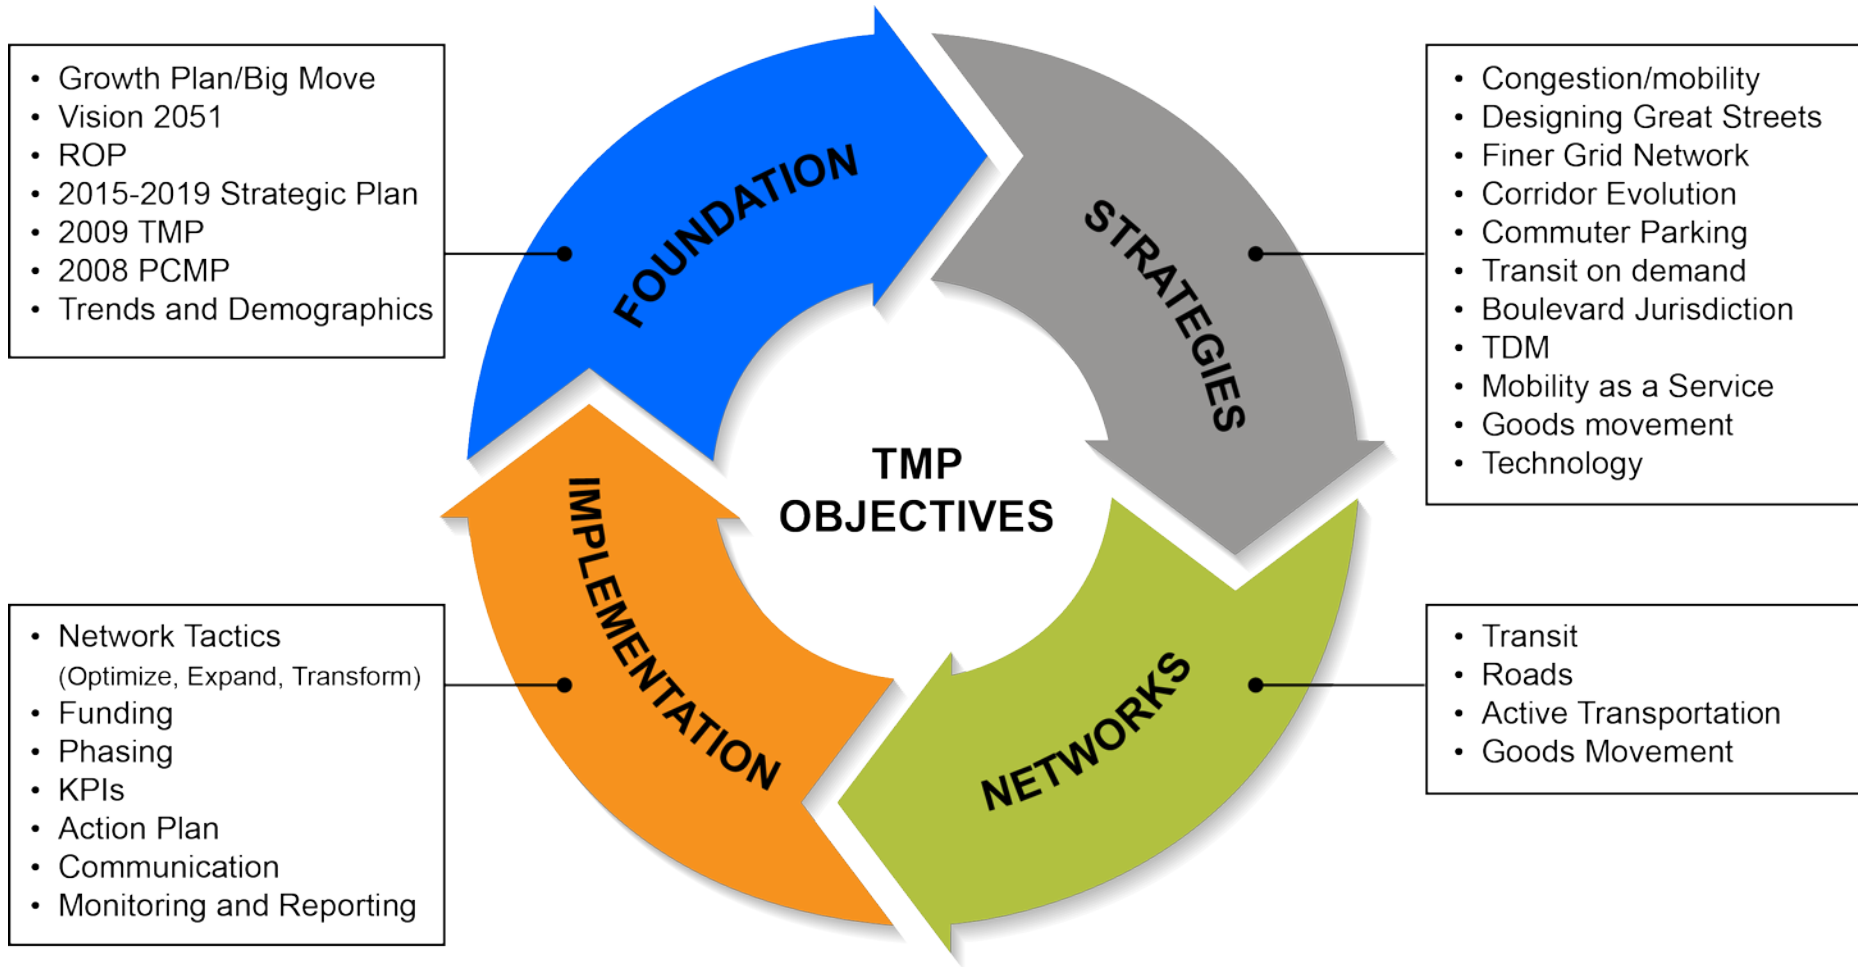 • Growth Plan/Big Move
• Vision 2051
• ROP
• 2015-2019 Strategic Plan
• 2009 TMP
• 2008 PCMP
• Trends and Demographics
FOUNDATION
STRATEGIES
• Congestion/mobility
• Designing Great Streets
• Finer Grid Network
• Corridor Evolution
• Commuter Parking
• Transit on demand
• Boulevard Jurisdiction
• TDM
• Mobility as a Service
• Goods movement
• Technology
TMP
OBJECTIVES
IMPLEMENTATION
NETWORKS
• Network Tactics
(Optimize, Expand, Transform)
• Funding
• Phasing
• KPIs
• Action Plan
• Communication
• Monitoring and Reporting
• Transit
• Roads
• Active Transportation
• Goods Movement